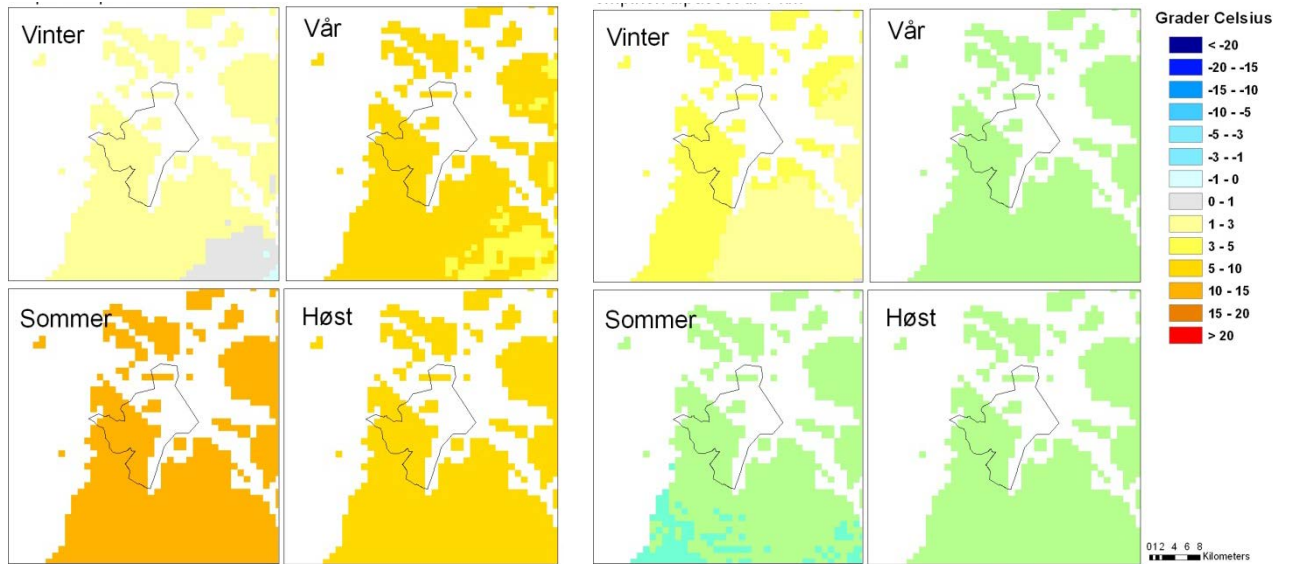 Vinter
Vår
Sommer
Høst
Vinter
Vår
Sommer
Høst
Grader Celsius
< -20
-20 - -15
-15 - -10
-10 - -5
-5 - -3
-3 - -1
-1 - 0
0 - 1
1 - 3
3 - 5
5 - 10
10 - 15
15 - 20
> 20
0 1 2 4 6 8
Kilometers